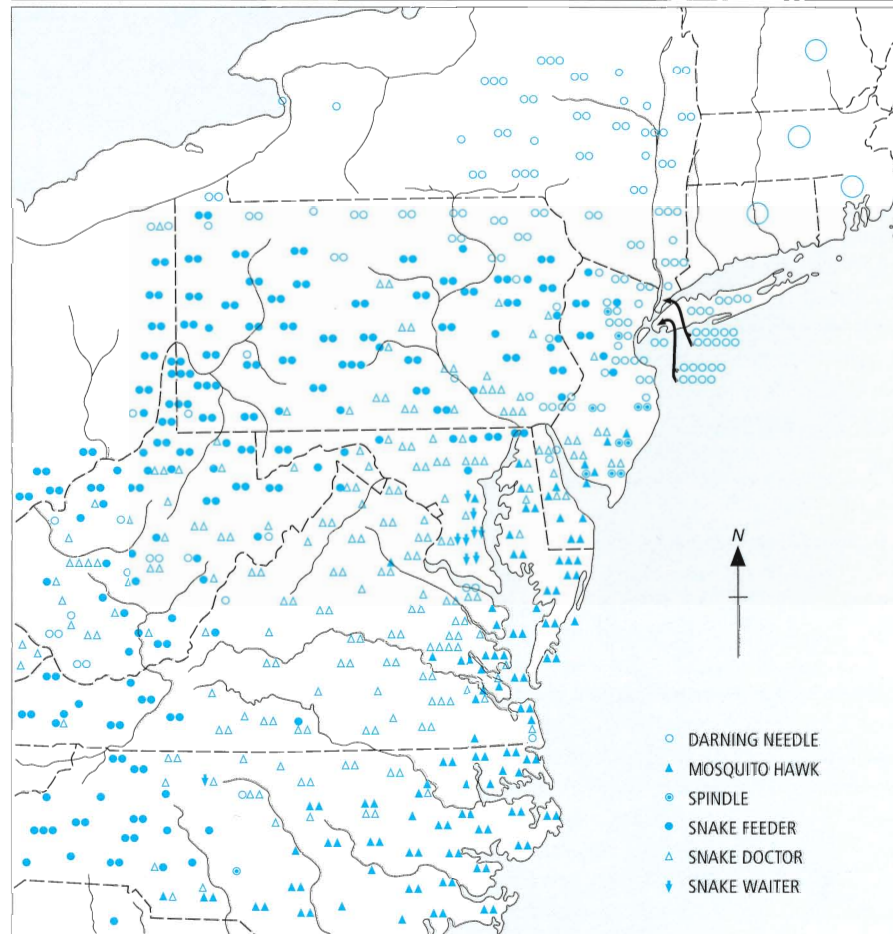 N
DARNING NEEDLE
MOSQUITO HAWK
SPINDLE
SNAKE FEEDER
SNAKE DOCTOR
SNAKE WAITER